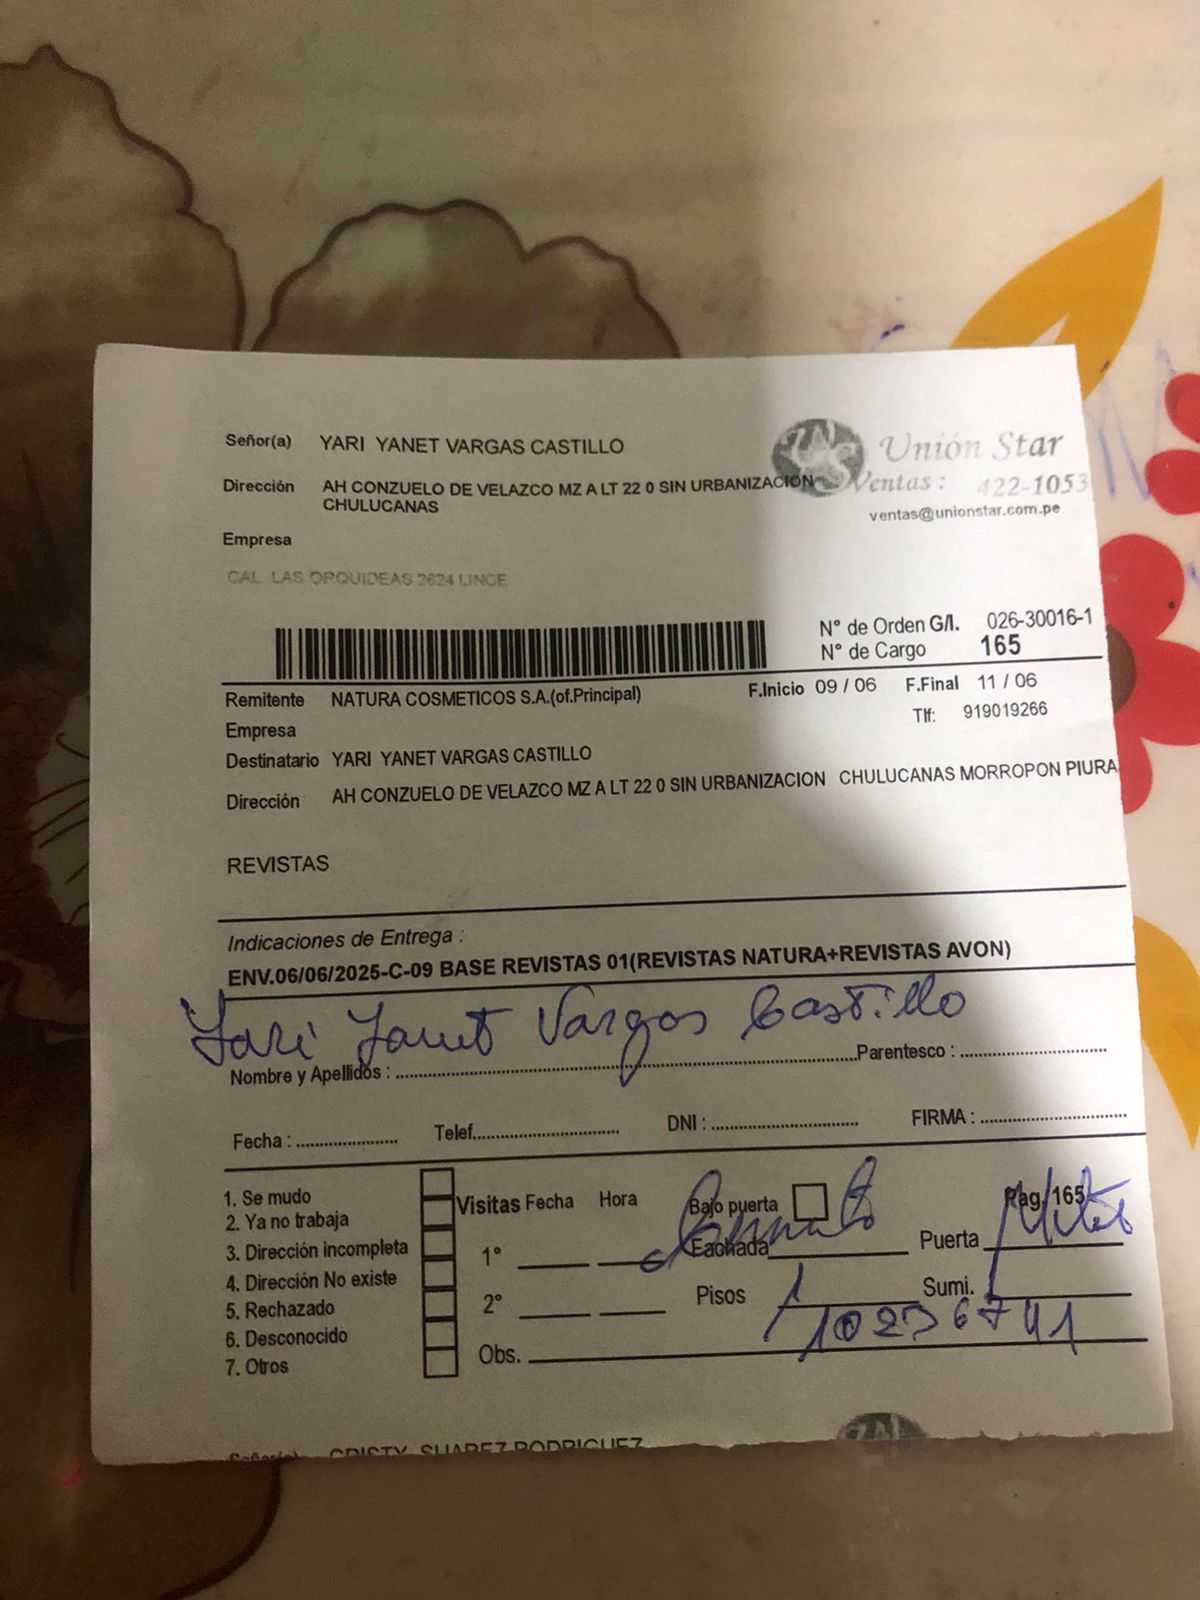 Señor(a) YARI YANET VARGAS CASTILLO
Unión Star
Dirección AH CONZUELO DE VELAZCO MZ A LT 22 0 SIN URBANIZACION
CHULUCANAS
Ventas : 422-1053
ventas@unionstar.com.pe
Empresa
CAL. LAS ORQUIDEAS 2624 LINCE
N° de Orden G/I. 026-30016-1
N° de Cargo 165
Remitente NATURA COSMETICOS S.A.(of.Principal) F.Inicio 09 / 06 F.Final 11 / 06
Empresa Tlf: 919019266
Destinatario YARI YANET VARGAS CASTILLO
Dirección AH CONZUELO DE VELAZCO MZ A LT 22 0 SIN URBANIZACION CHULUCANAS MORROPON PIURA
REVISTAS
Indicaciones de Entrega :
ENV.06/06/2025-C-09 BASE REVISTAS 01(REVISTAS NATURA+REVISTAS AVON)
Yari Yanet Vargas Castillo
Nombre y Apellidos : Parentesco :
Fecha : Telef. DNI : FIRMA :
1. Se mudo
2. Ya no trabaja
3. Dirección incompleta
4. Dirección No existe
5. Rechazado
6. Desconocido
7. Otros
Visitas Fecha Hora Bajo puerta Pag. 165
1° Fachada Puerta
2° Pisos 1 Sumi.
10236741
Obs.
Señor(a) CRISTY SUAREZ RODRIGUEZ